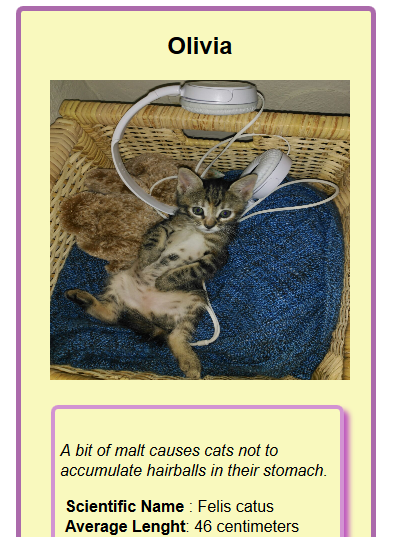 Olivia
A bit of malt causes cats not to
accumulate hairballs in their stomach.
Scientific Name : Felis catus
Average Lenght: 46 centimeters